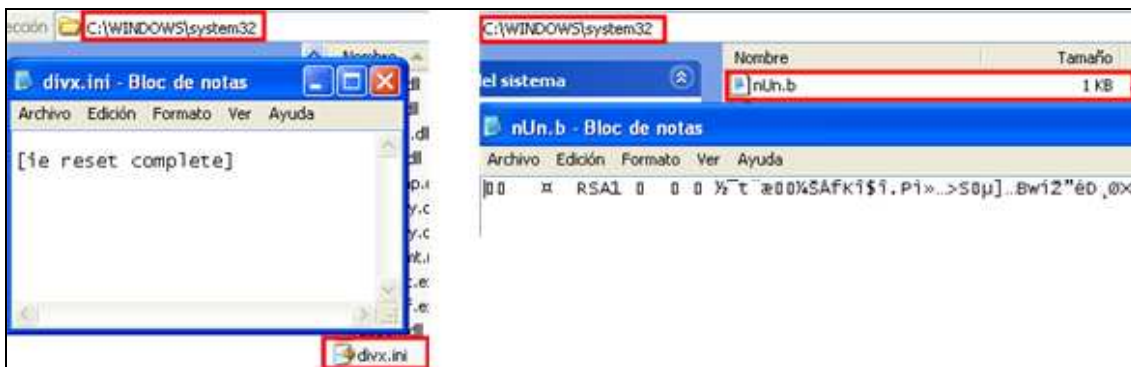 C:\WINDOWS\system32
Nombre
divx.ini - Bloc de notas
Archivo Edición Formato Ver Ayuda
[ie reset complete]
divx.ini
C:\WINDOWS\system32
Nombre Tamaño
el sistema
nUn.b 1 KB
nUn.b - Bloc de notas
Archivo Edición Formato Ver Ayuda
RSA1